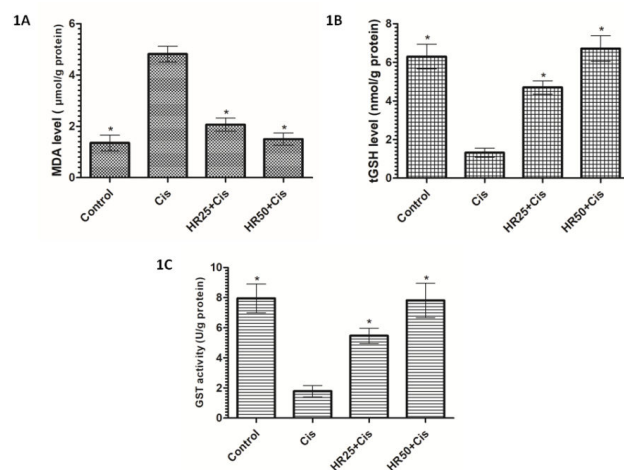 1A
MDA level ( μmol/g protein)
6
4
2
0
*
*
*
Control
Cis
HR25+Cis
HR50+Cis
1B
tGSH level (nmol/g protein)
8
6
4
2
0
*
*
*
Control
Cis
HR25+Cis
HR50+Cis
1C
GST activity (U/g protein)
10
8
6
4
2
0
*
*
*
Control
Cis
HR25+Cis
HR50+Cis